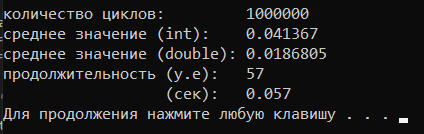 количество циклов: 1000000
среднее значение (int): 0.041367
среднее значение (double): 0.0186805
продолжительность (у.е): 57
(сек): 0.057
Для продолжения нажмите любую клавишу . . .